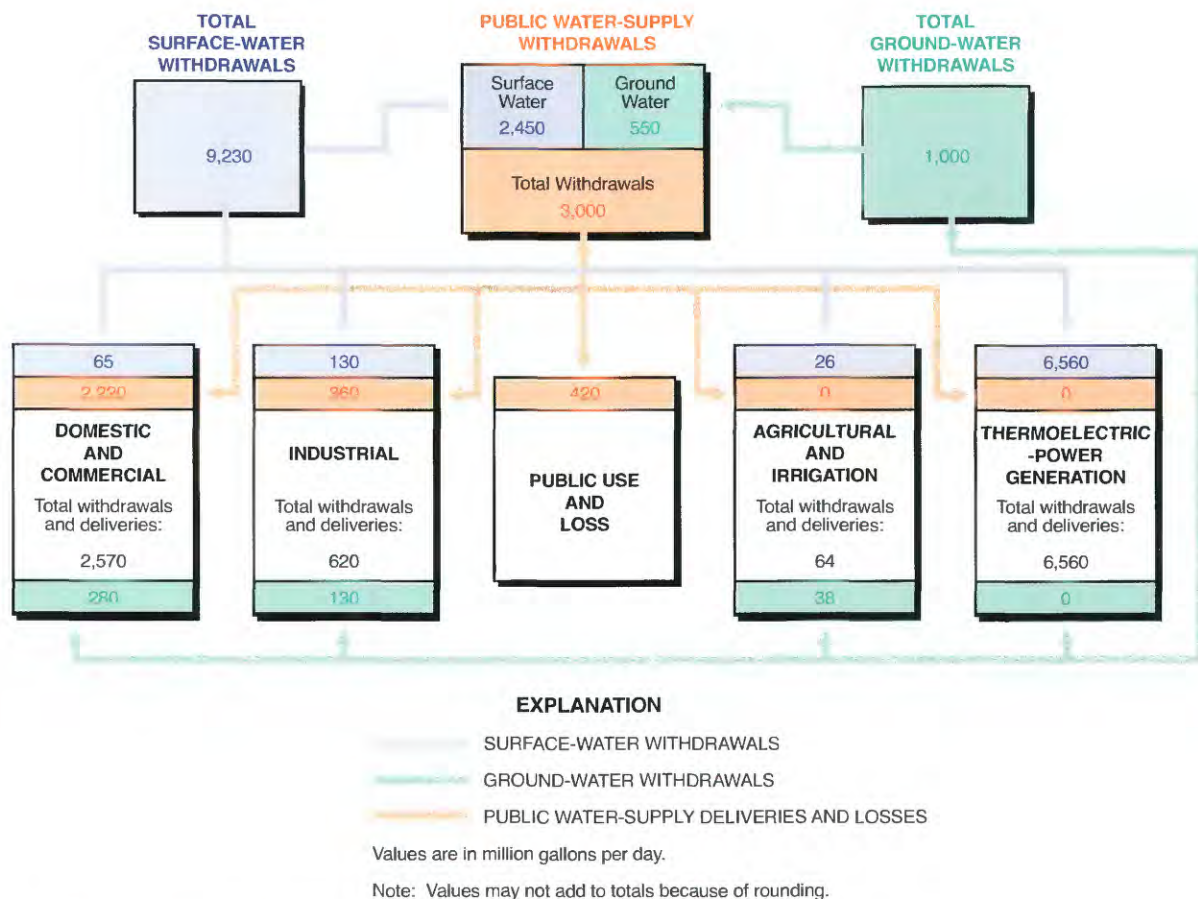 TOTAL
SURFACE-WATER
WITHDRAWALS
9,230
PUBLIC WATER-SUPPLY
WITHDRAWALS
Surface
Water
2,450
Ground
Water
550
Total Withdrawals
3,000
TOTAL
GROUND-WATER
WITHDRAWALS
1,000
65
2,220
DOMESTIC
AND
COMMERCIAL
Total withdrawals
and deliveries:
2,570
280
130
360
INDUSTRIAL
Total withdrawals
and deliveries:
620
130
420
PUBLIC USE
AND
LOSS
26
0
AGRICULTURAL
AND
IRRIGATION
Total withdrawals
and deliveries:
64
38
6,560
0
THERMOELECTRIC
-POWER
GENERATION
Total withdrawals
and deliveries:
6,560
0
EXPLANATION
SURFACE-WATER WITHDRAWALS
GROUND-WATER WITHDRAWALS
PUBLIC WATER-SUPPLY DELIVERIES AND LOSSES
Values are in million gallons per day.
Note: Values may not add to totals because of rounding.